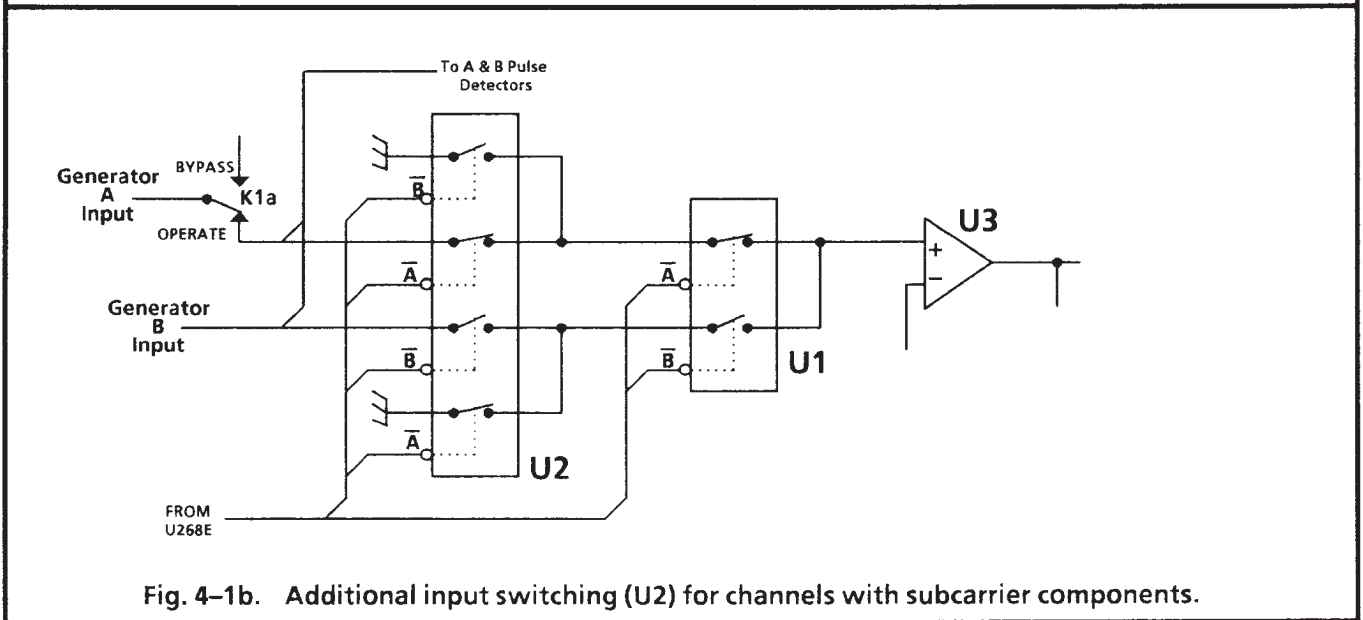 To A & B Pulse
Detectors
BYPASS
Generator
A
Input
K1a
OPERATE
B̅
A̅
Generator
B
Input
B̅
A̅
U2
A̅
B̅
U1
U3
+
−
FROM
U268E
Fig. 4–1b. Additional input switching (U2) for channels with subcarrier components.